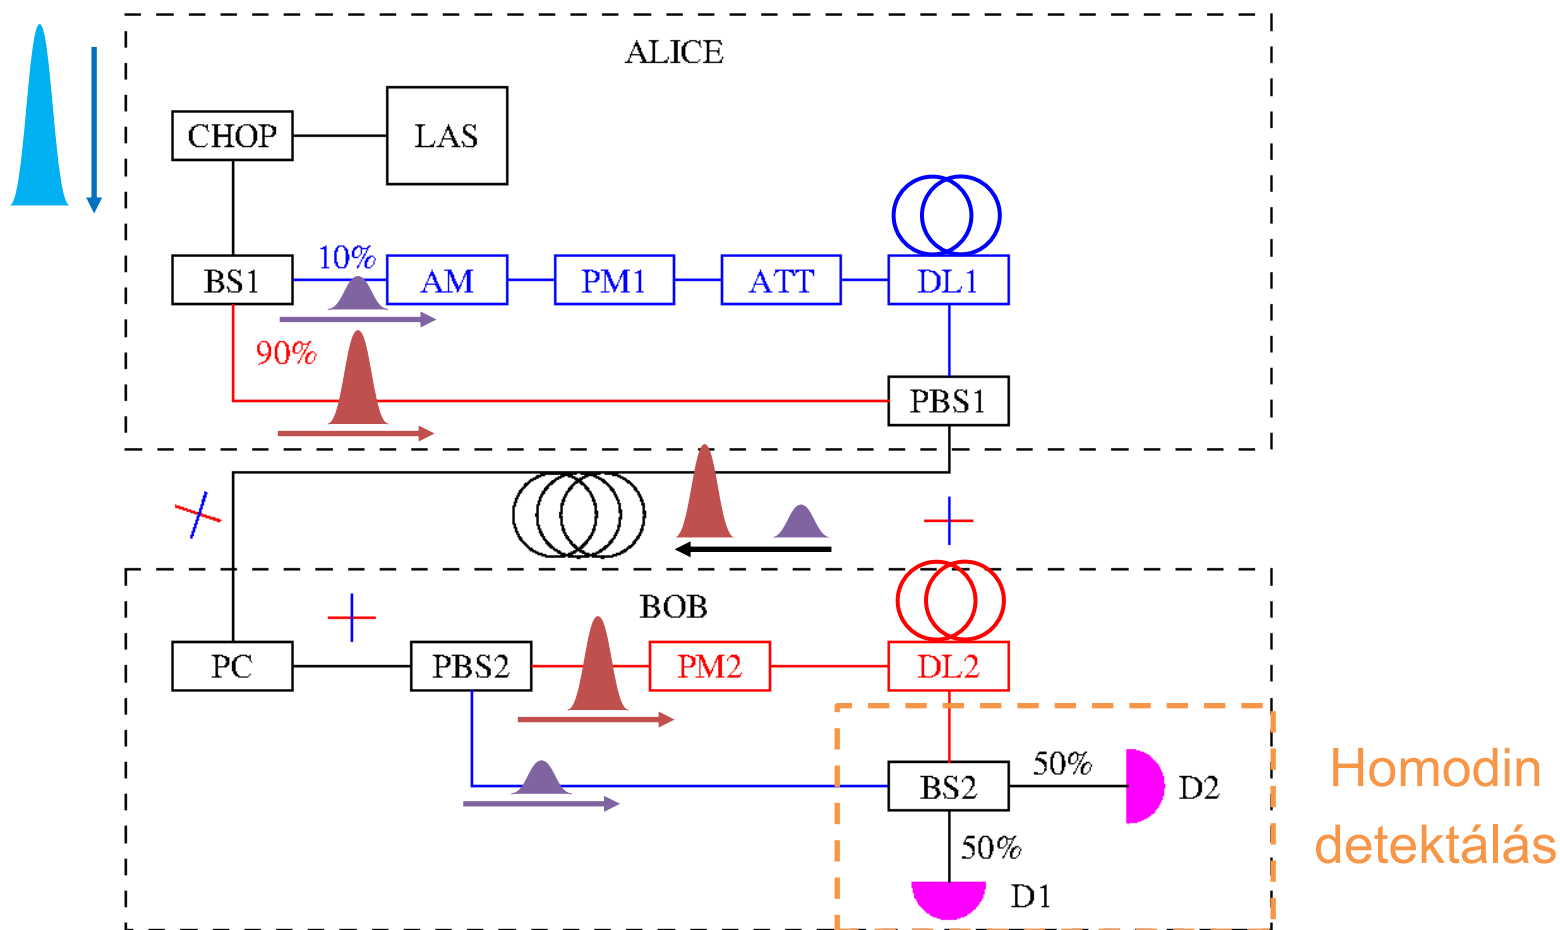 ALICE
CHOP
LAS
10%
BS1
AM
PM1
ATT
DL1
90%
PBS1
BOB
PC
PBS2
PM2
DL2
BS2
50%
D2
50%
D1
Homodin
detektálás